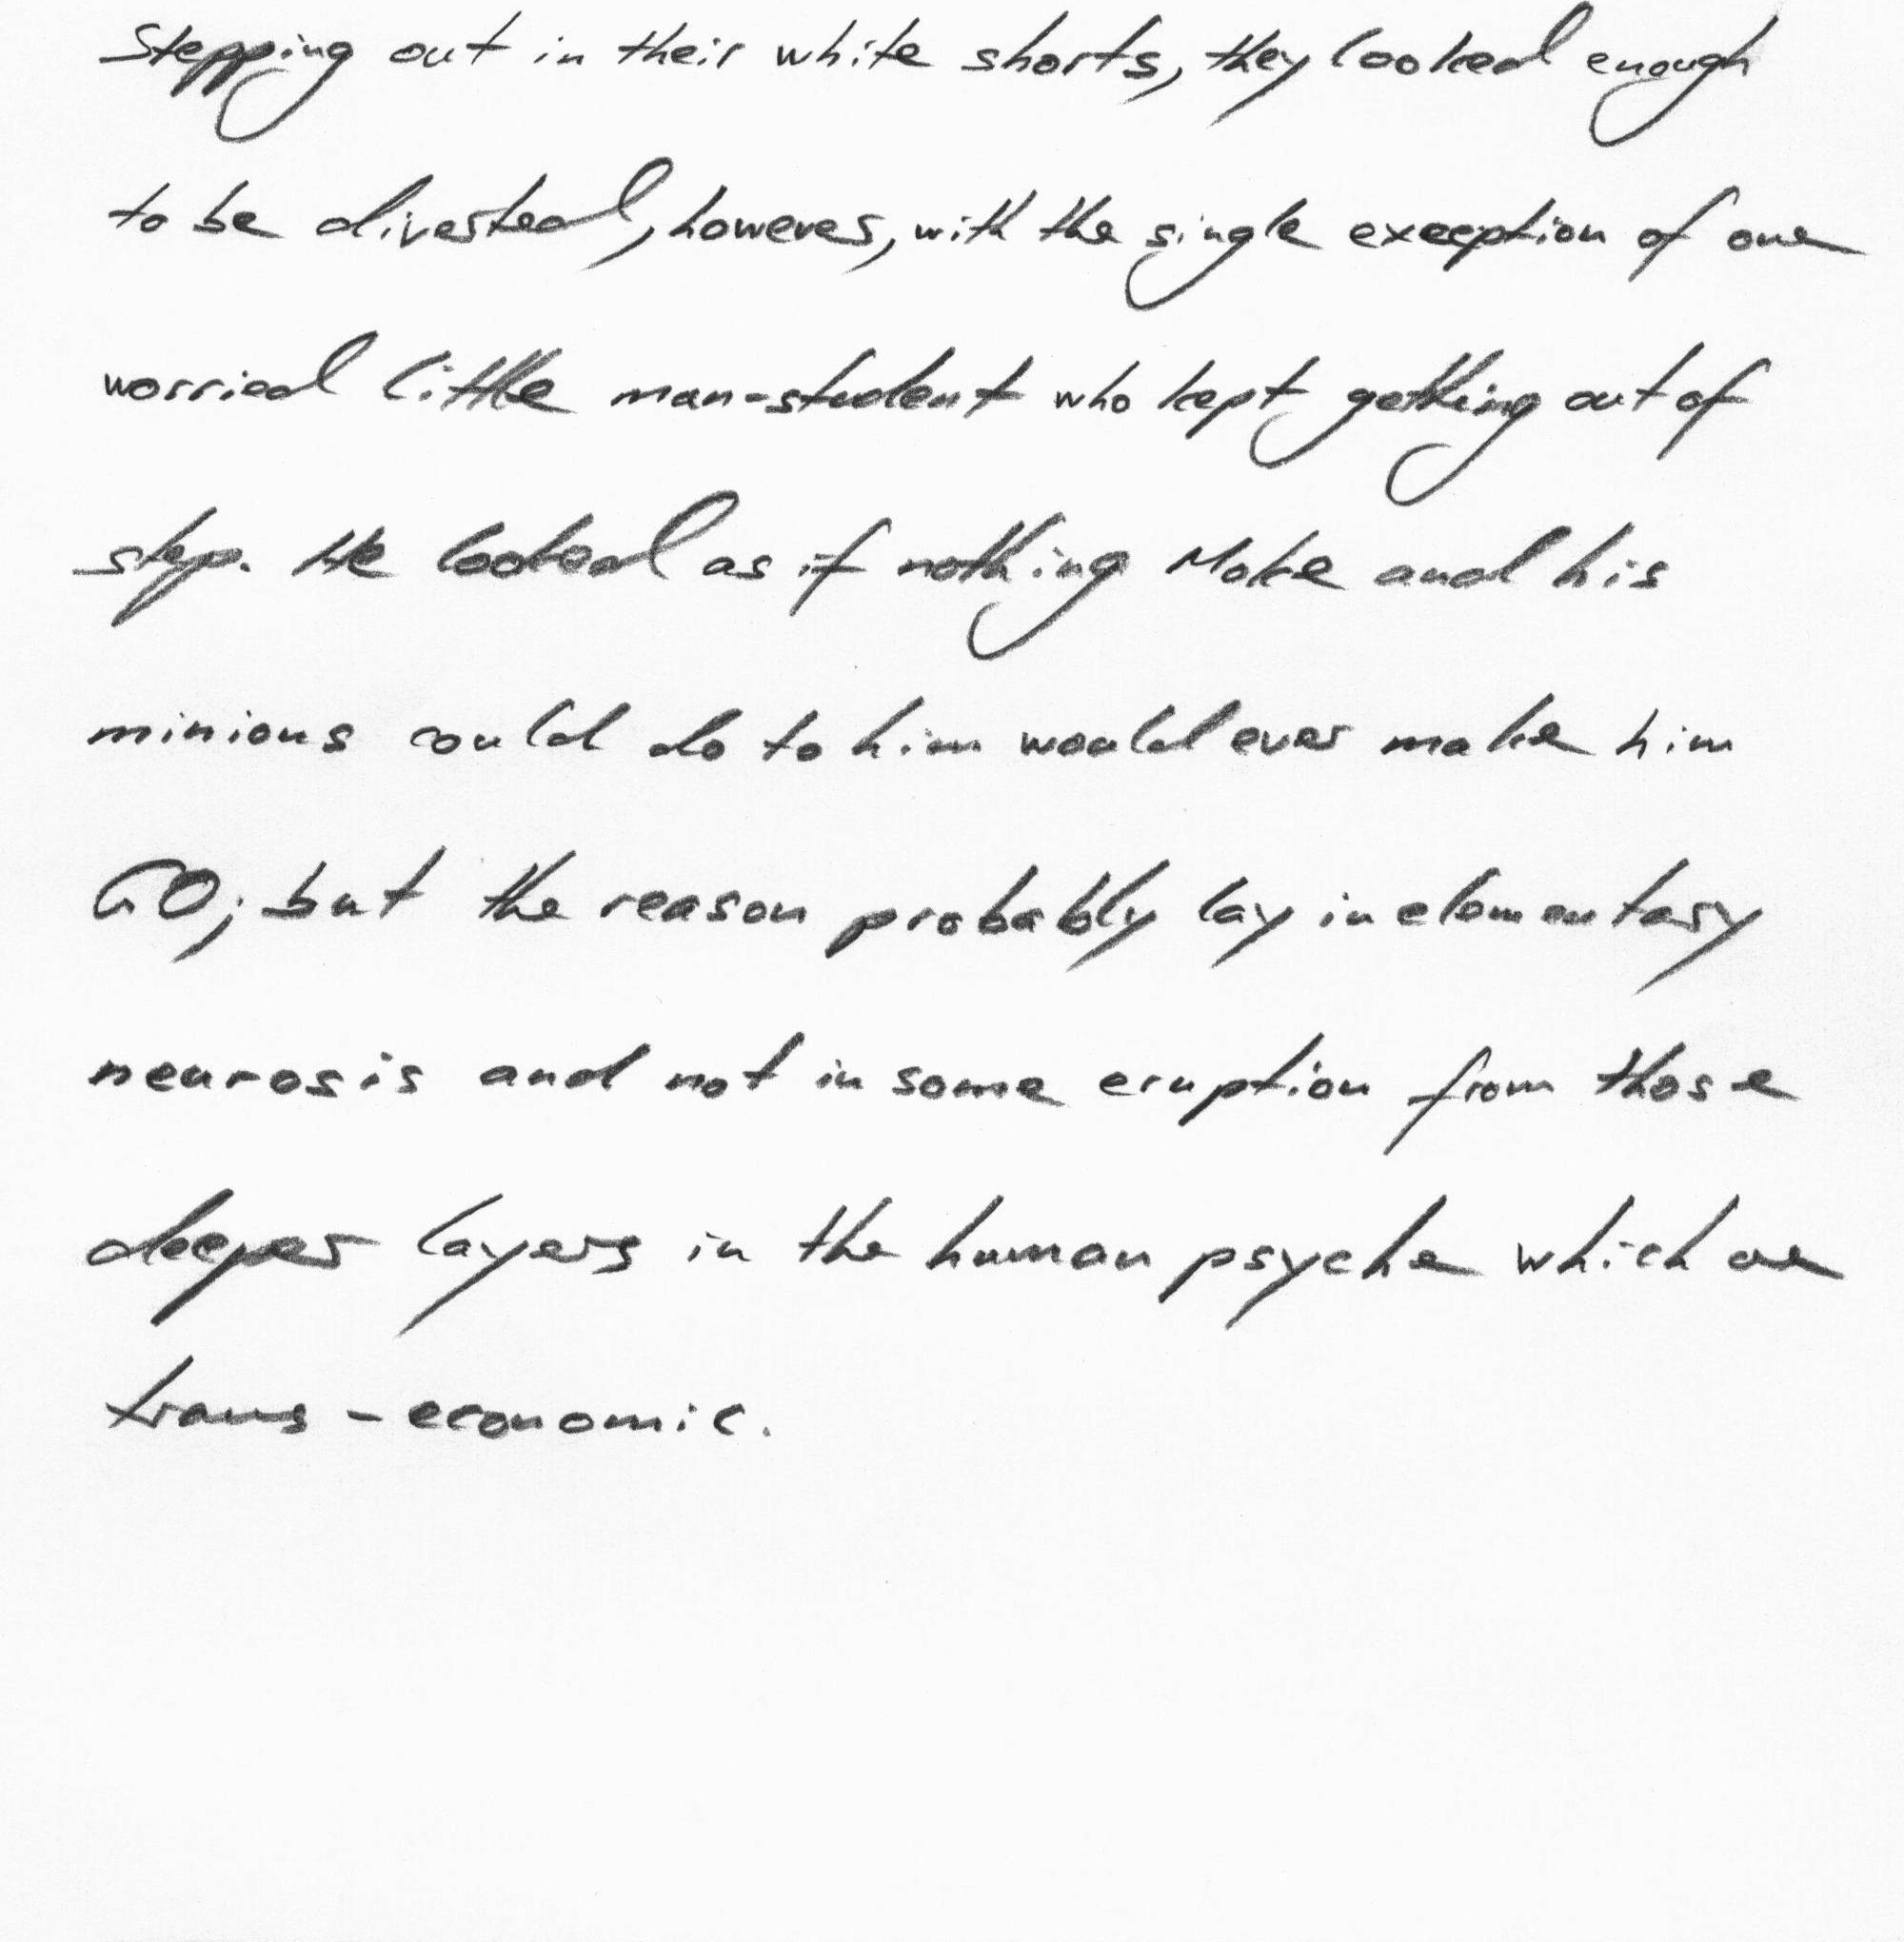 Stepping out in their white shorts, they looked enough
to be divested, however, with the single exception of one
worried little man-student who kept getting out of
step. He looked as if nothing Moke and his
minions could do to him would ever make him
GO; but the reason probably lay in elementary
neurosis and not in some eruption from those
deeper layers in the human psyche which are
trans-economic.